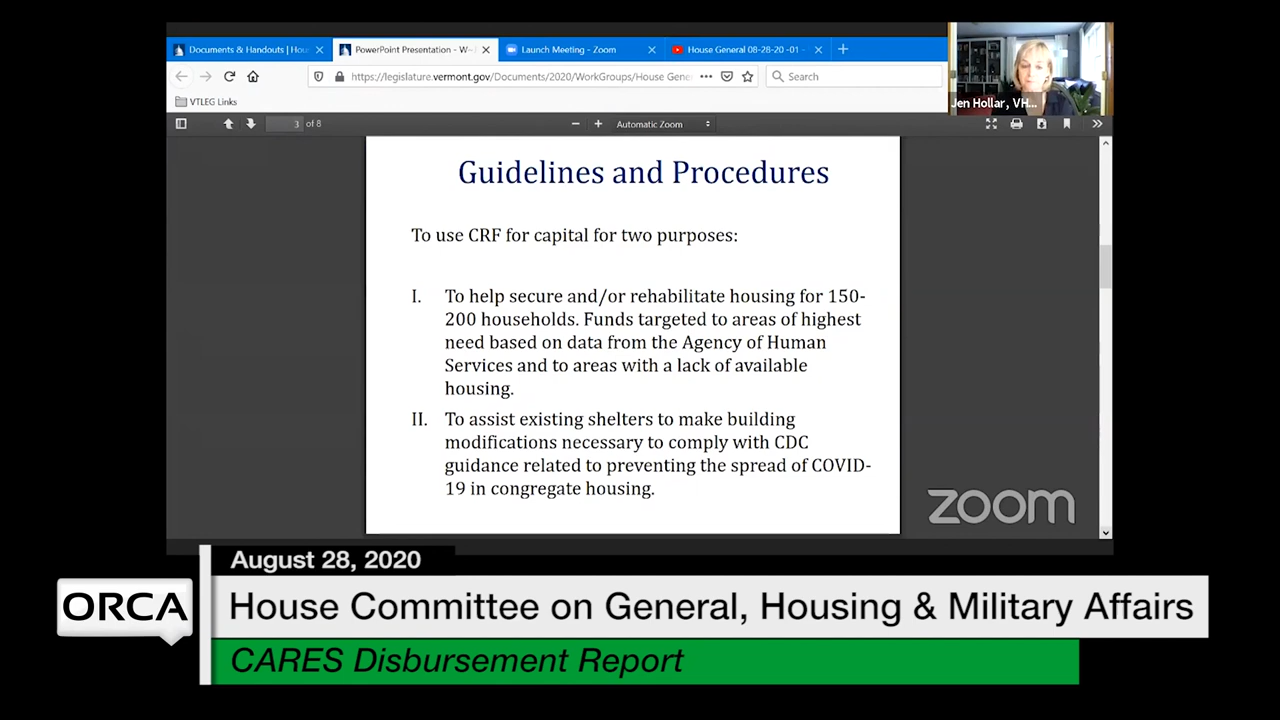 Documents & Handouts | Hou
PowerPoint Presentation - W~
Launch Meeting - Zoom
House General 08-28-20 -01 -
https://legislature.vermont.gov/Documents/2020/WorkGroups/House Gene
Search
Jen Hollar, VH...
VTLEG Links
3 of 8
Automatic Zoom
Guidelines and Procedures
To use CRF for capital for two purposes:
I. To help secure and/or rehabilitate housing for 150-
200 households. Funds targeted to areas of highest
need based on data from the Agency of Human
Services and to areas with a lack of available
housing.
II. To assist existing shelters to make building
modifications necessary to comply with CDC
guidance related to preventing the spread of COVID-
19 in congregate housing.
zoom
August 28, 2020
ORCA
House Committee on General, Housing & Military Affairs
CARES Disbursement Report